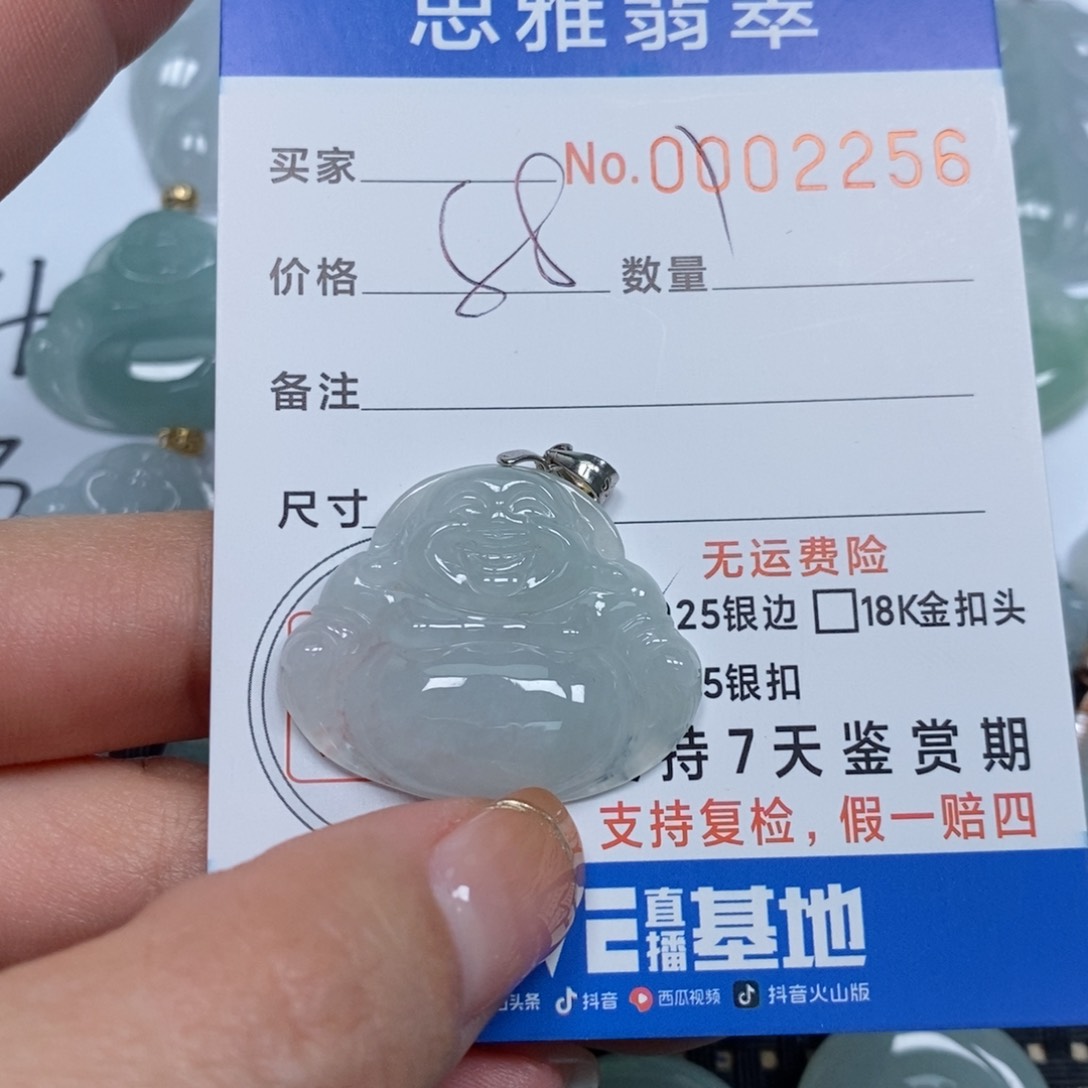 思雅翡翠
买家 No.0002256
价格 数量
备注
尺寸
无运费险
25银边 □18K金扣头
5银扣
持7天鉴赏期
支持复检，假一赔四
直播基地
头条 抖音 西瓜视频 抖音火山版